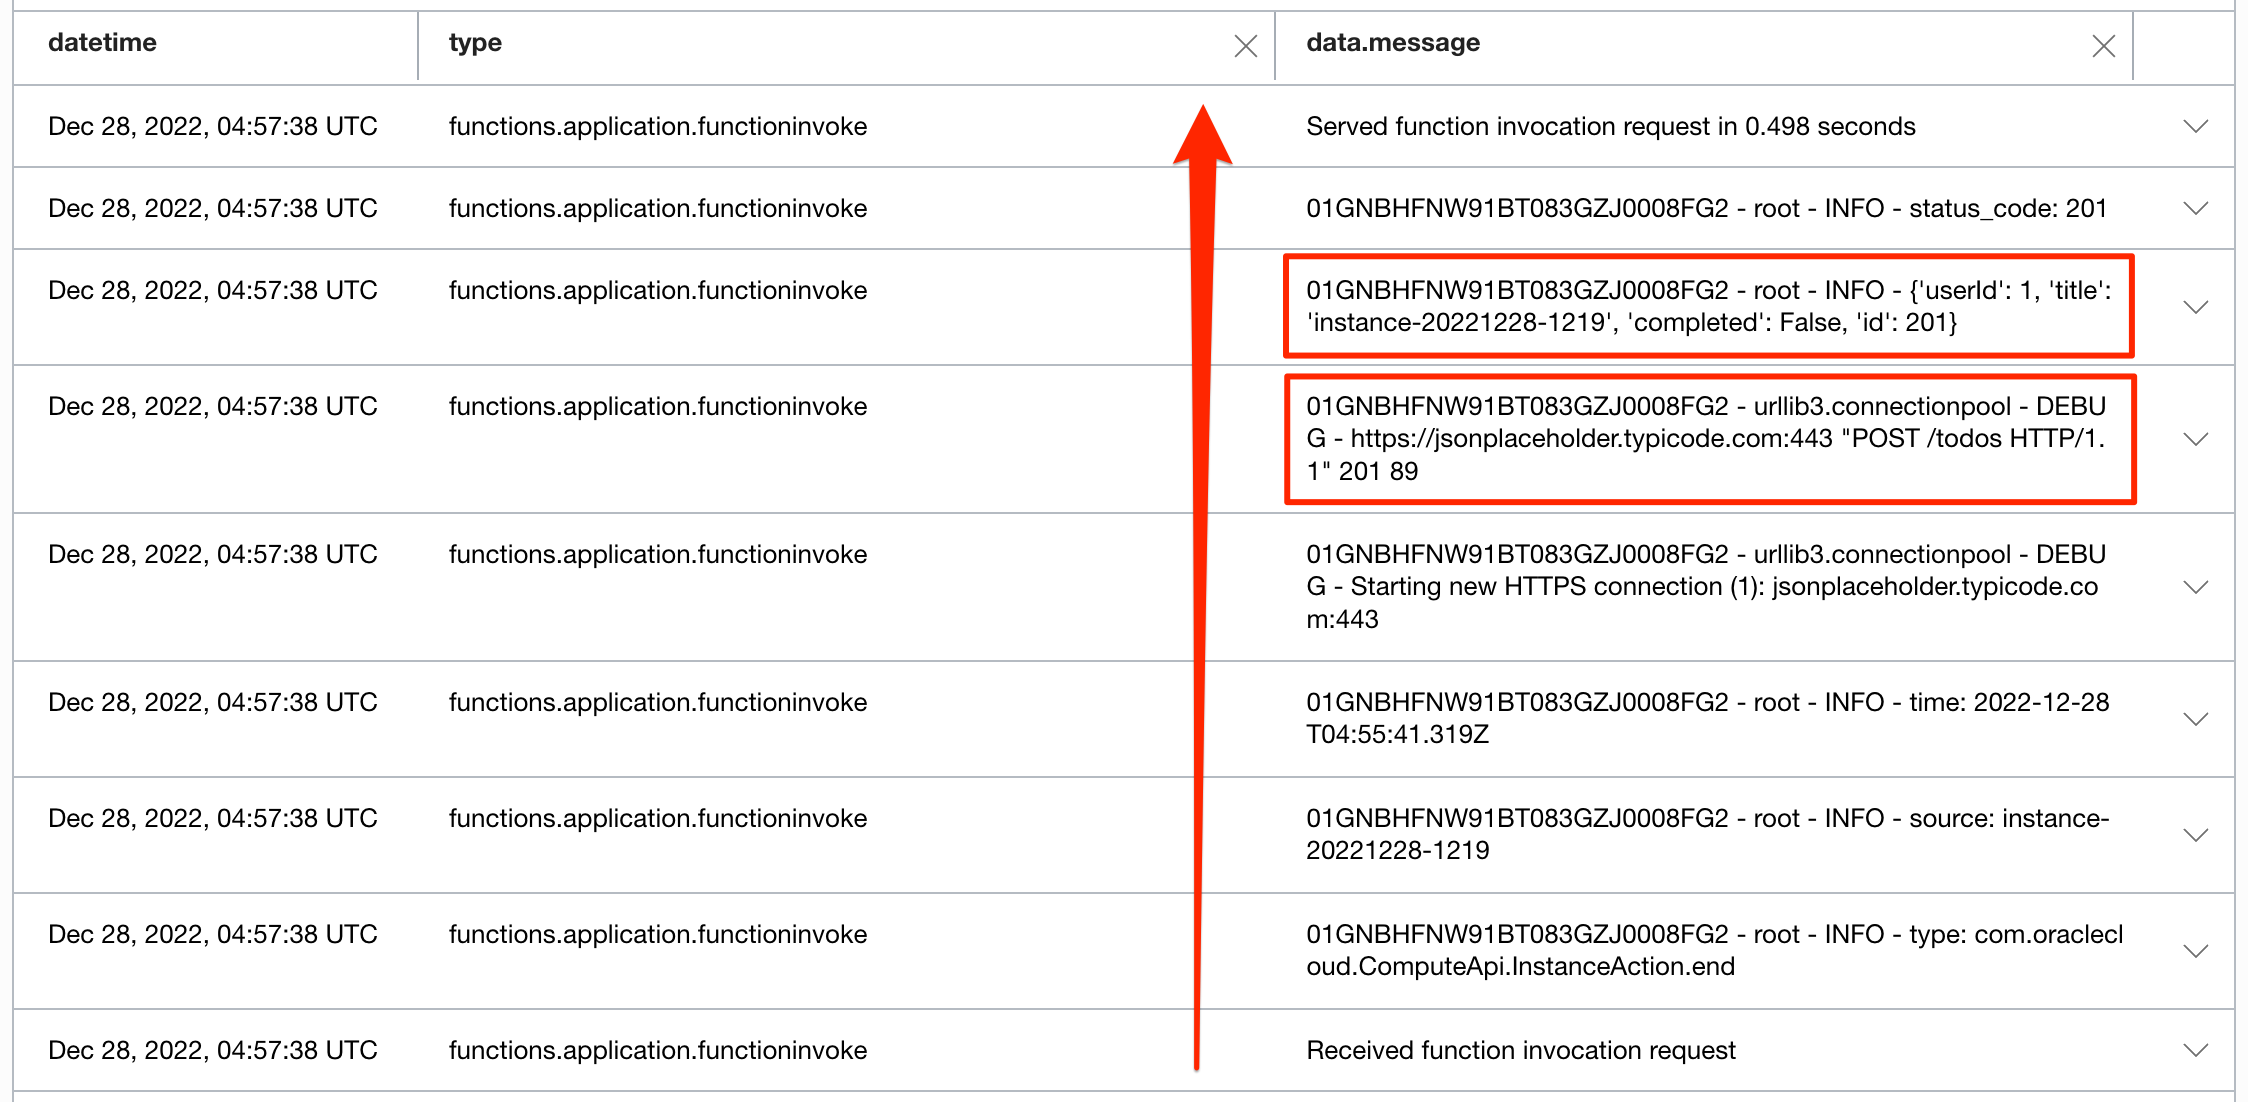 datetime type data.message
Dec 28, 2022, 04:57:38 UTC functions.application.functioninvoke Served function invocation request in 0.498 seconds
Dec 28, 2022, 04:57:38 UTC functions.application.functioninvoke 01GNBHFNW91BT083GZJ0008FG2 - root - INFO - status_code: 201
Dec 28, 2022, 04:57:38 UTC functions.application.functioninvoke 01GNBHFNW91BT083GZJ0008FG2 - root - INFO - {'userId': 1, 'title':
'instance-20221228-1219', 'completed': False, 'id': 201}
Dec 28, 2022, 04:57:38 UTC functions.application.functioninvoke 01GNBHFNW91BT083GZJ0008FG2 - urllib3.connectionpool - DEBU
G - https://jsonplaceholder.typicode.com:443 "POST /todos HTTP/1.
1" 201 89
Dec 28, 2022, 04:57:38 UTC functions.application.functioninvoke 01GNBHFNW91BT083GZJ0008FG2 - urllib3.connectionpool - DEBU
G - Starting new HTTPS connection (1): jsonplaceholder.typicode.co
m:443
Dec 28, 2022, 04:57:38 UTC functions.application.functioninvoke 01GNBHFNW91BT083GZJ0008FG2 - root - INFO - time: 2022-12-28
T04:55:41.319Z
Dec 28, 2022, 04:57:38 UTC functions.application.functioninvoke 01GNBHFNW91BT083GZJ0008FG2 - root - INFO - source: instance-
20221228-1219
Dec 28, 2022, 04:57:38 UTC functions.application.functioninvoke 01GNBHFNW91BT083GZJ0008FG2 - root - INFO - type: com.oraclecl
oud.ComputeApi.InstanceAction.end
Dec 28, 2022, 04:57:38 UTC functions.application.functioninvoke Received function invocation request